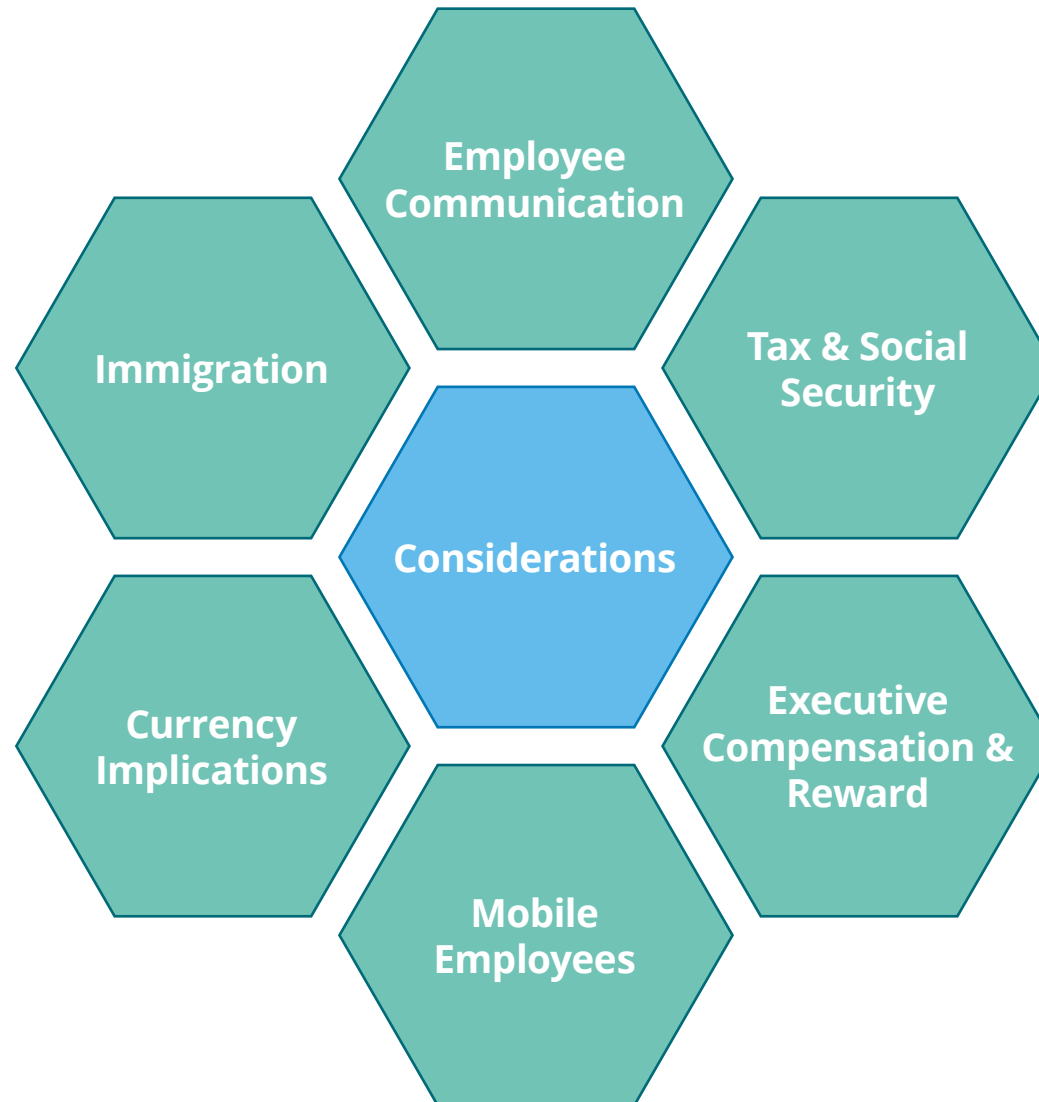 Employee
Communication
Immigration
Tax & Social
Security
Considerations
Currency
Implications
Executive
Compensation &
Reward
Mobile
Employees